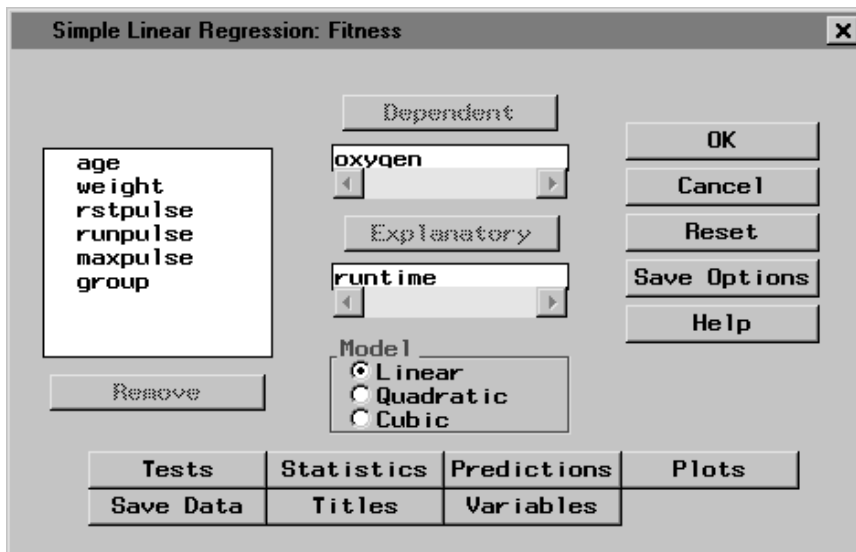 Simple Linear Regression: Fitness
Dependent
oxygen
Explanatory
runtime
age
weight
rstpulse
runpulse
maxpulse
group
Remove
Model
Linear
Quadratic
Cubic
OK
Cancel
Reset
Save Options
Help
Tests
Statistics
Predictions
Plots
Save Data
Titles
Variables